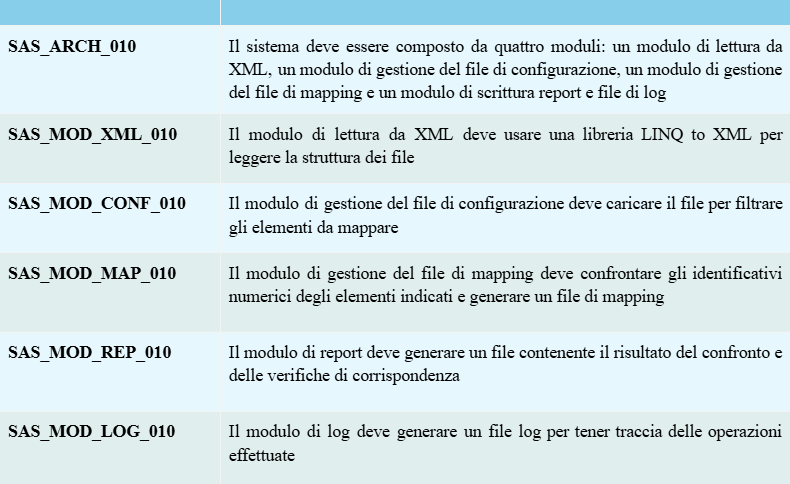 SAS_ARCH_010
Il sistema deve essere composto da quattro moduli: un modulo di lettura da
XML, un modulo di gestione del file di configurazione, un modulo di gestione
del file di mapping e un modulo di scrittura report e file di log
SAS_MOD_XML_010
Il modulo di lettura da XML deve usare una libreria LINQ to XML per
leggere la struttura dei file
SAS_MOD_CONF_010
Il modulo di gestione del file di configurazione deve caricare il file per filtrare
gli elementi da mappare
SAS_MOD_MAP_010
Il modulo di gestione del file di mapping deve confrontare gli identificativi
numerici degli elementi indicati e generare un file di mapping
SAS_MOD_REP_010
Il modulo di report deve generare un file contenente il risultato del confronto e
delle verifiche di corrispondenza
SAS_MOD_LOG_010
Il modulo di log deve generare un file log per tener traccia delle operazioni
effettuate